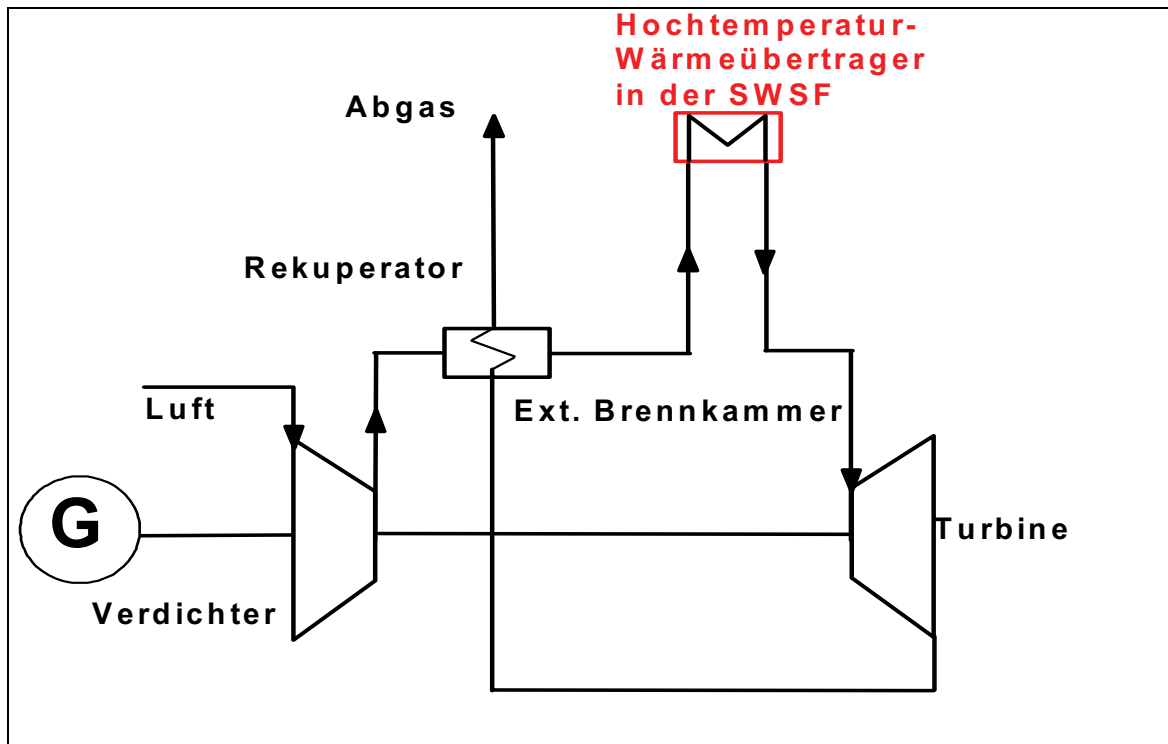 Hochtemperatur-
Wärmeübertrager
in der SWSF
Abgas
Rekuperator
Luft
Ext. Brennkammer
G
Turbine
Verdichter